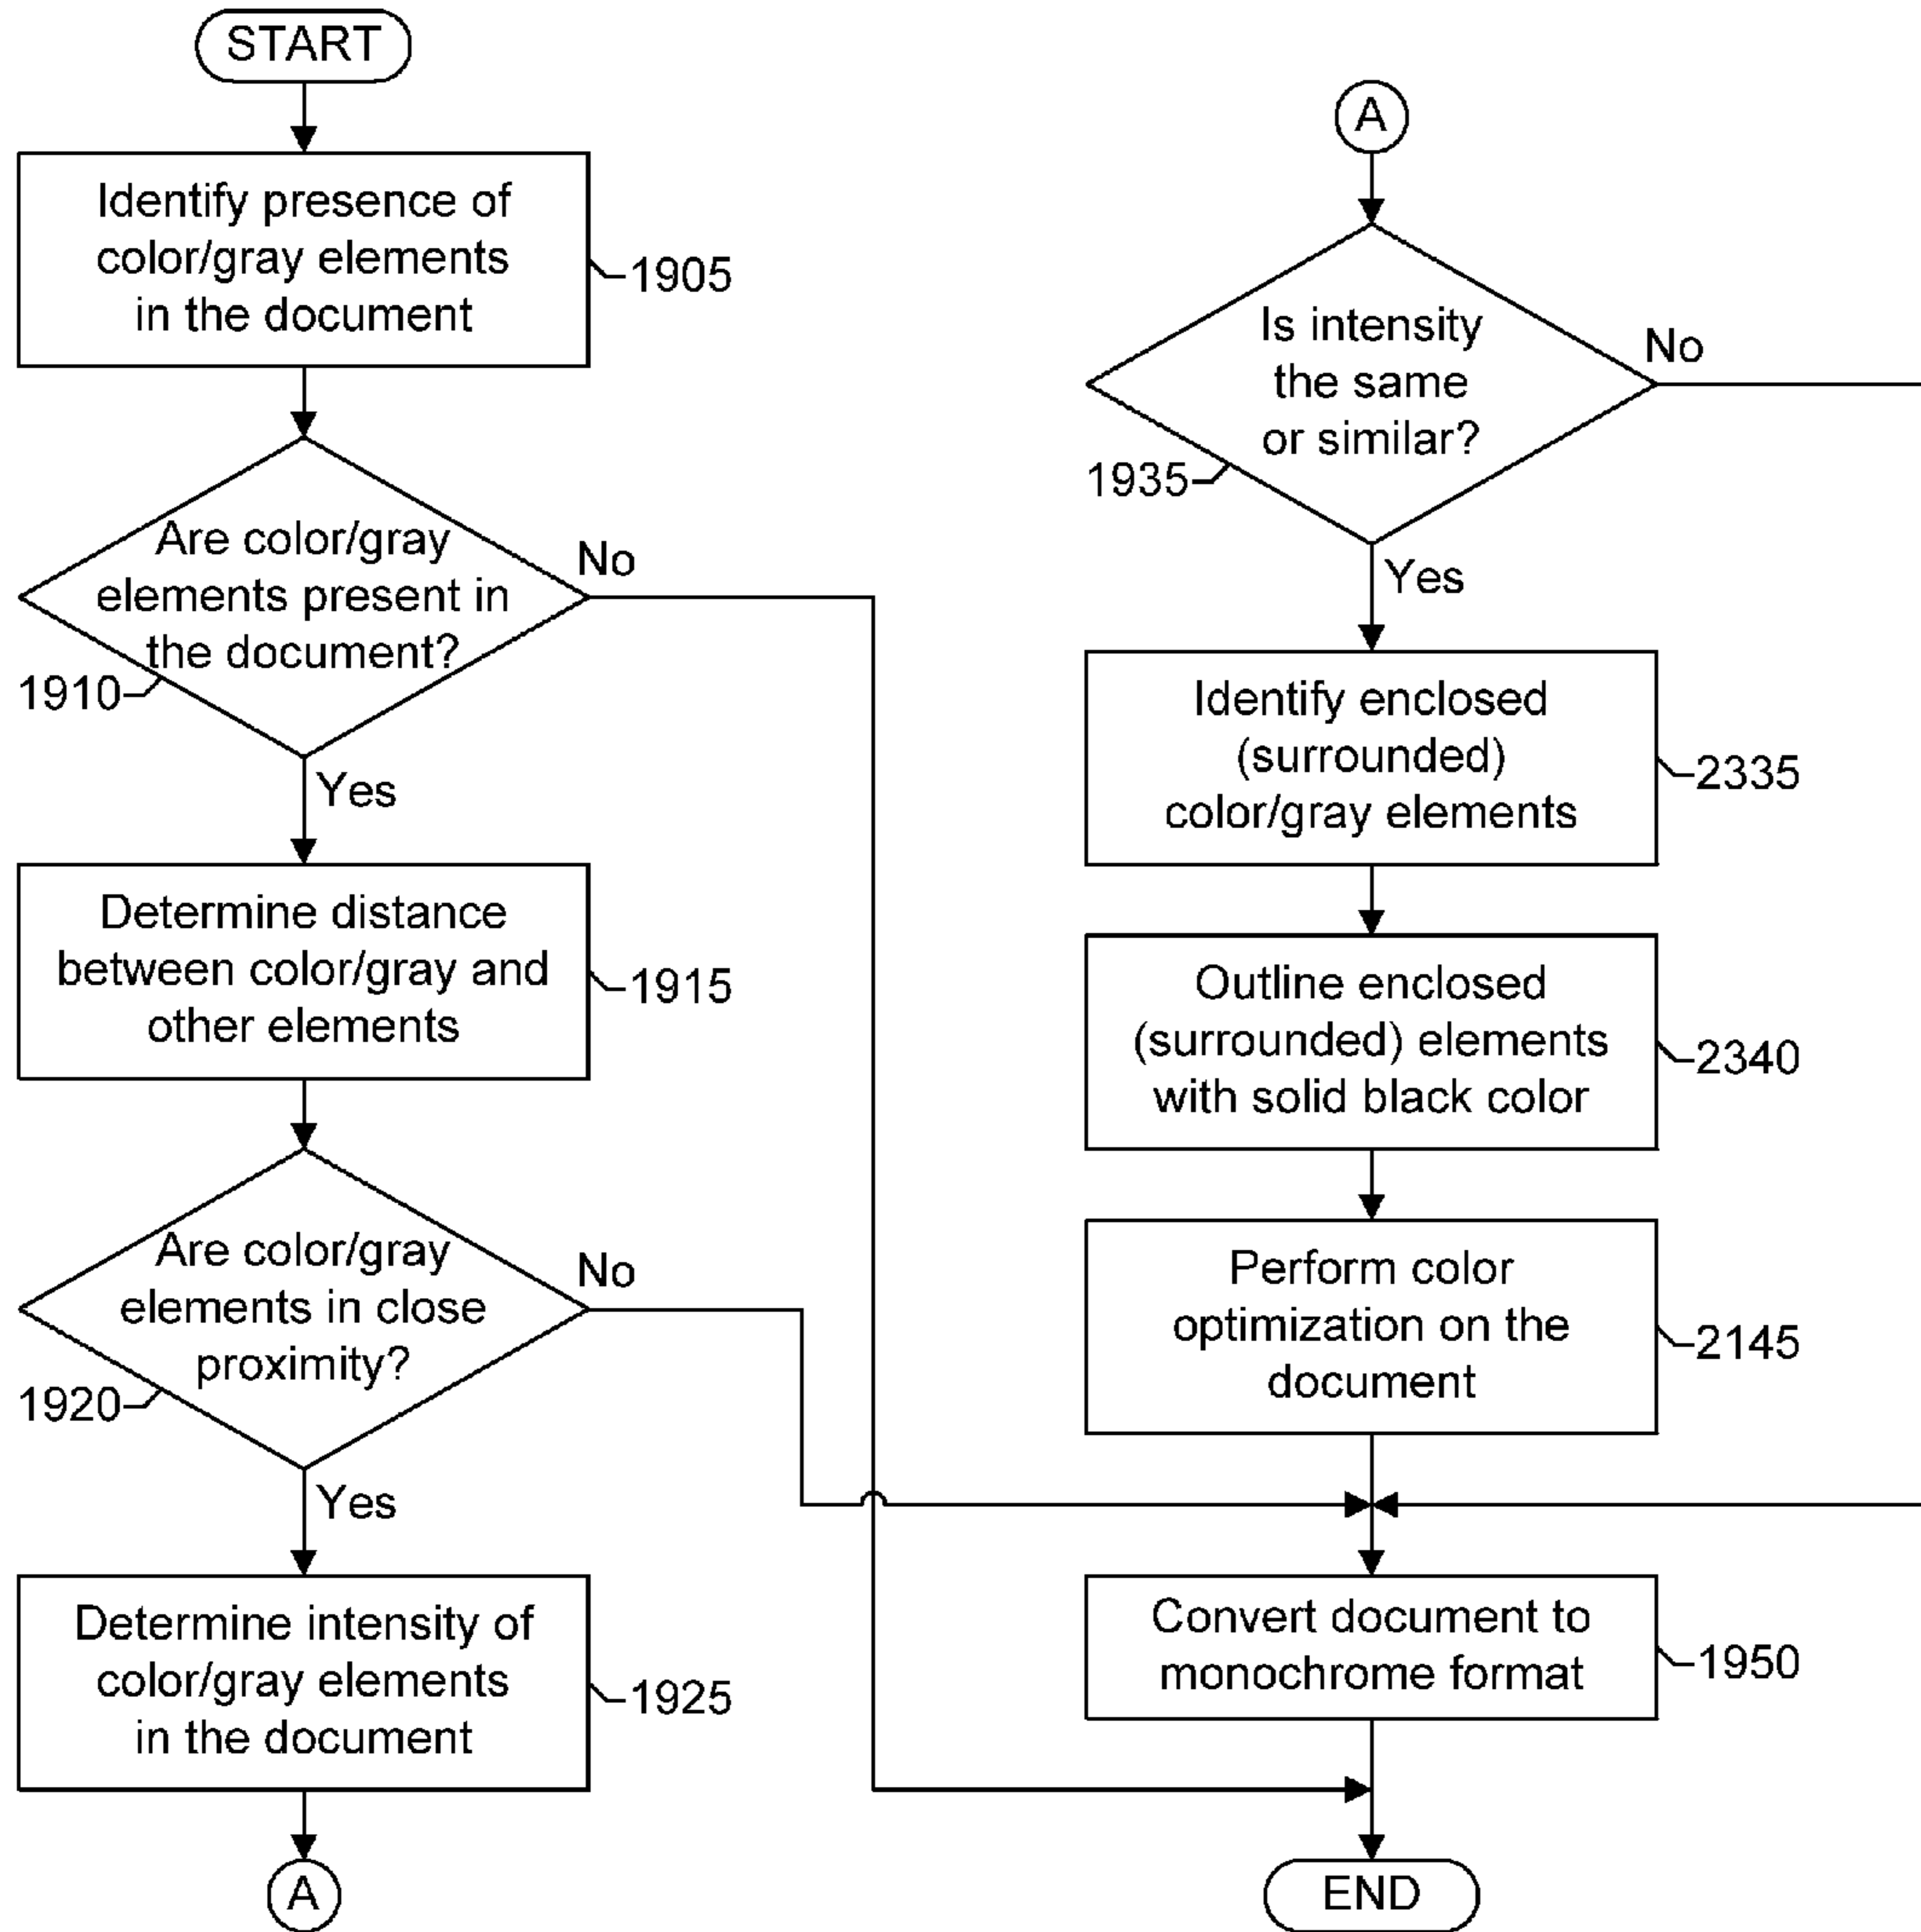 START
Identify presence of
color/gray elements
in the document
1905
Are color/gray
elements present in
the document?
No
1910
Yes
Determine distance
between color/gray and
other elements
1915
Are color/gray
elements in close
proximity?
No
1920
Yes
Determine intensity of
color/gray elements
in the document
1925
A
A
Is intensity
the same
or similar?
No
1935
Yes
Identify enclosed
(surrounded)
color/gray elements
2335
Outline enclosed
(surrounded) elements
with solid black color
2340
Perform color
optimization on the
document
2145
Convert document to
monochrome format
1950
END